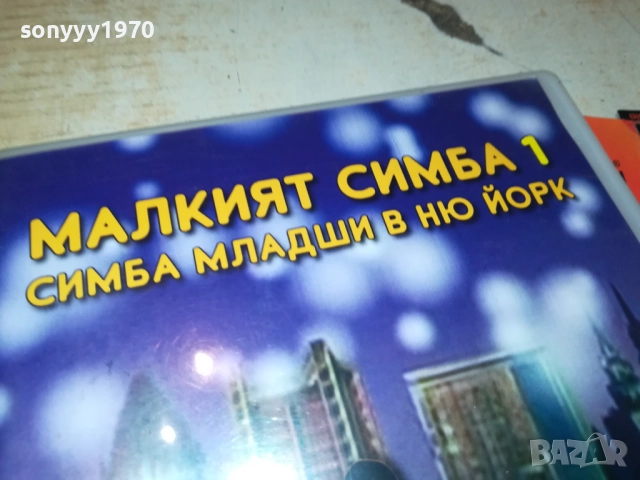 sonyyy1970
МАЛКИЯТ СИМБА 1
СИМБА МЛАДШИ В НЮ ЙОРК
BAZAR